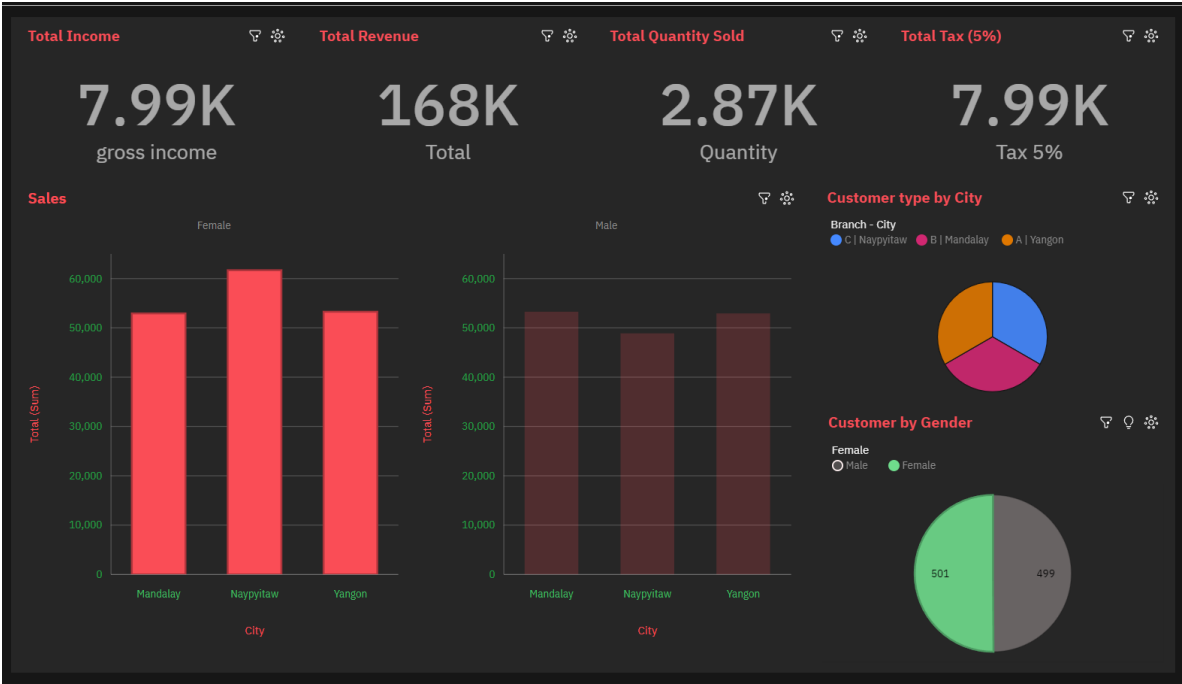 Total Income
Total Revenue
Total Quantity Sold
Total Tax (5%)
7.99K
168K
2.87K
7.99K
gross income
Total
Quantity
Tax 5%
Sales
Female
Male
Total (Sum)
60,000
50,000
40,000
30,000
20,000
10,000
0
Mandalay
Naypyitaw
Yangon
City
Total (Sum)
60,000
50,000
40,000
30,000
20,000
10,000
0
Mandalay
Naypyitaw
Yangon
City
Customer type by City
Branch - City
C | Naypyitaw B | Mandalay A | Yangon
Customer by Gender
Female
Male Female
501
499